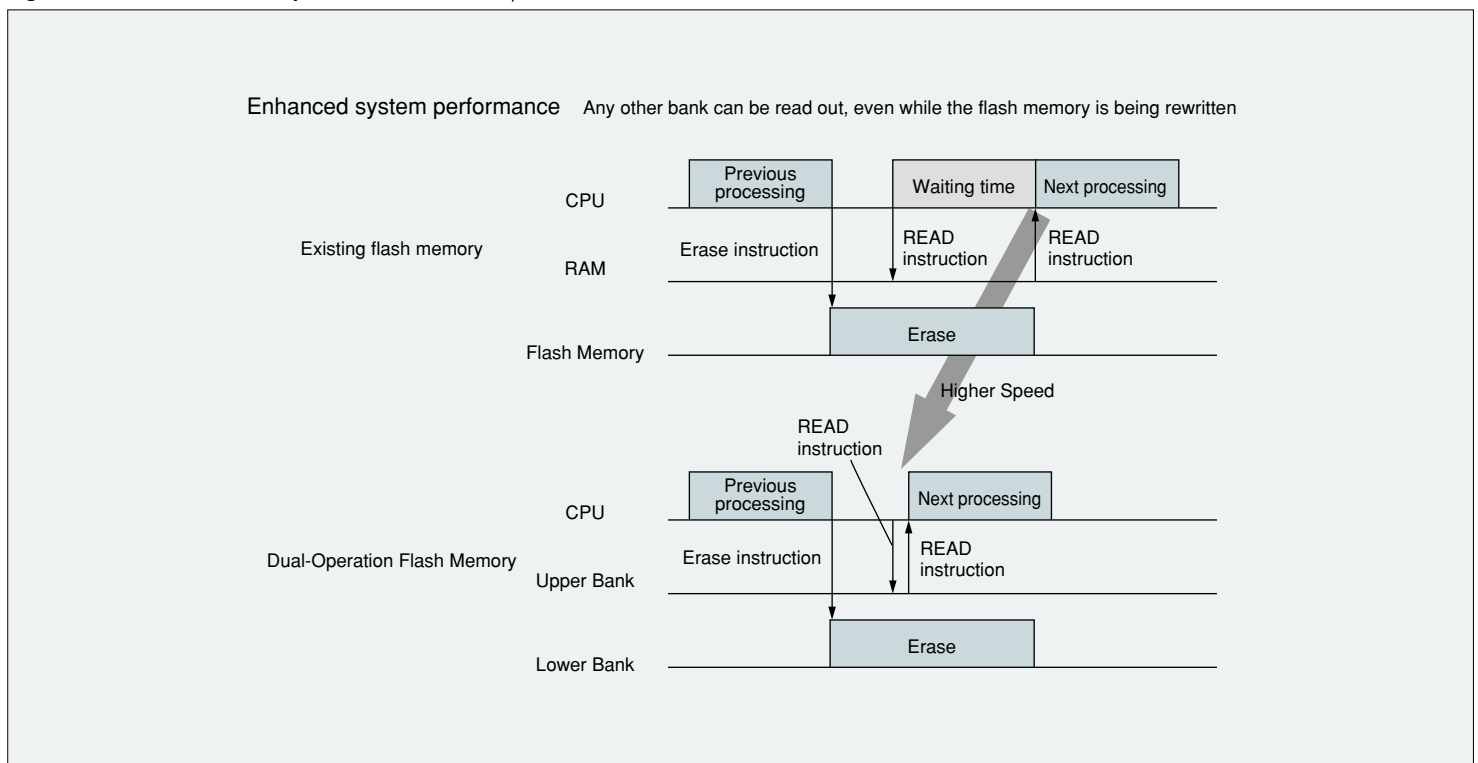 Enhanced system performance Any other bank can be read out, even while the flash memory is being rewritten
Previous
processing
Waiting time
Next processing
CPU
Existing flash memory
Erase instruction
READ
instruction
READ
instruction
RAM
Erase
Flash Memory
Higher Speed
READ
instruction
Previous
processing
Next processing
CPU
Dual-Operation Flash Memory
Erase instruction
READ
instruction
Upper Bank
Erase
Lower Bank